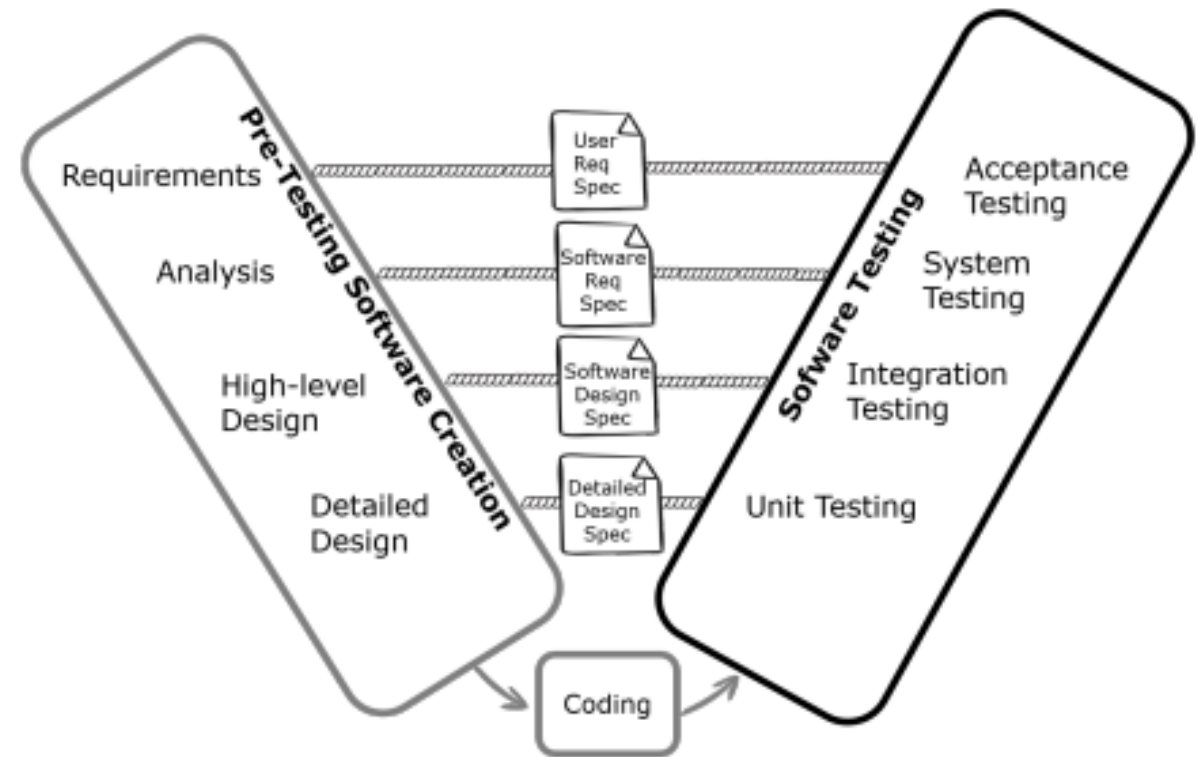 Pre-Testing Software Creation
Requirements
Analysis
High-level
Design
Detailed
Design
User
Req
Spec
Software
Req
Spec
Software
Design
Spec
Detailed
Design
Spec
Coding
Sofware Testing
Acceptance
Testing
System
Testing
Integration
Testing
Unit Testing